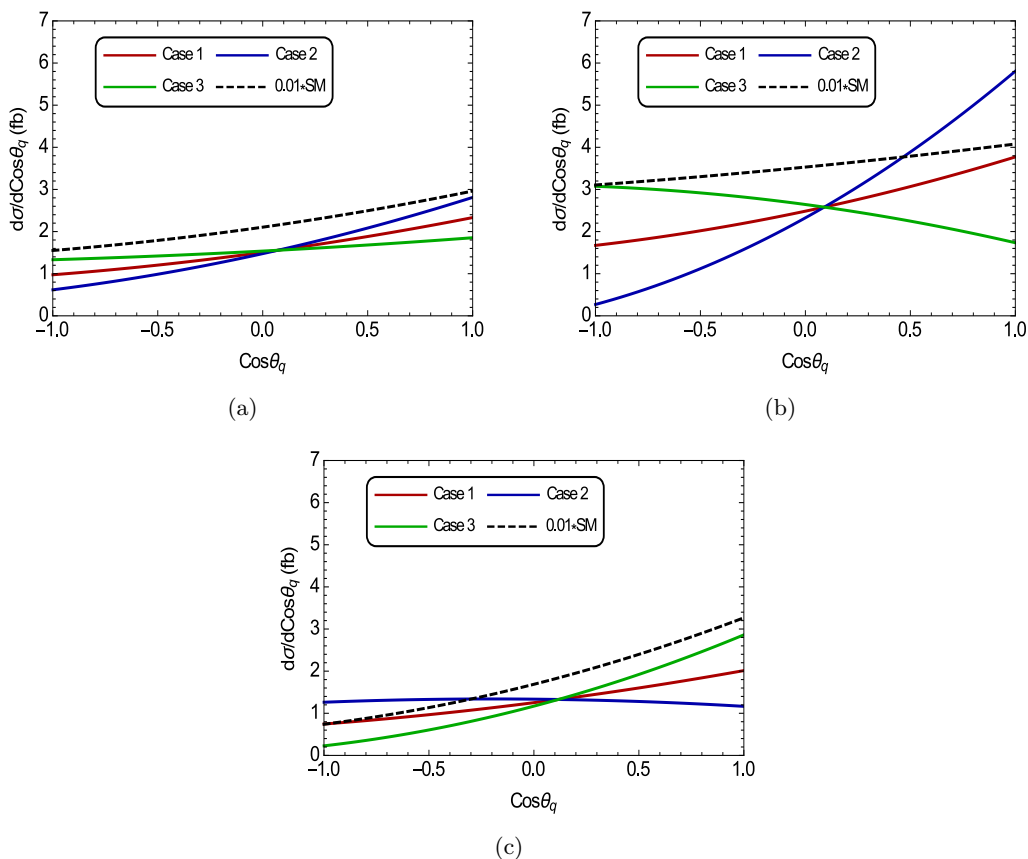 7
6
5
4
3
2
1
0
dσ/dCosθq (fb)
Case 1 Case 2
Case 3 0.01*SM
−1.0 −0.5 0.0 0.5 1.0
Cosθq
(a)
7
6
5
4
3
2
1
0
dσ/dCosθq (fb)
Case 1 Case 2
Case 3 0.01*SM
−1.0 −0.5 0.0 0.5 1.0
Cosθq
(b)
7
6
5
4
3
2
1
0
dσ/dCosθq (fb)
Case 1 Case 2
Case 3 0.01*SM
−1.0 −0.5 0.0 0.5 1.0
Cosθq
(c)